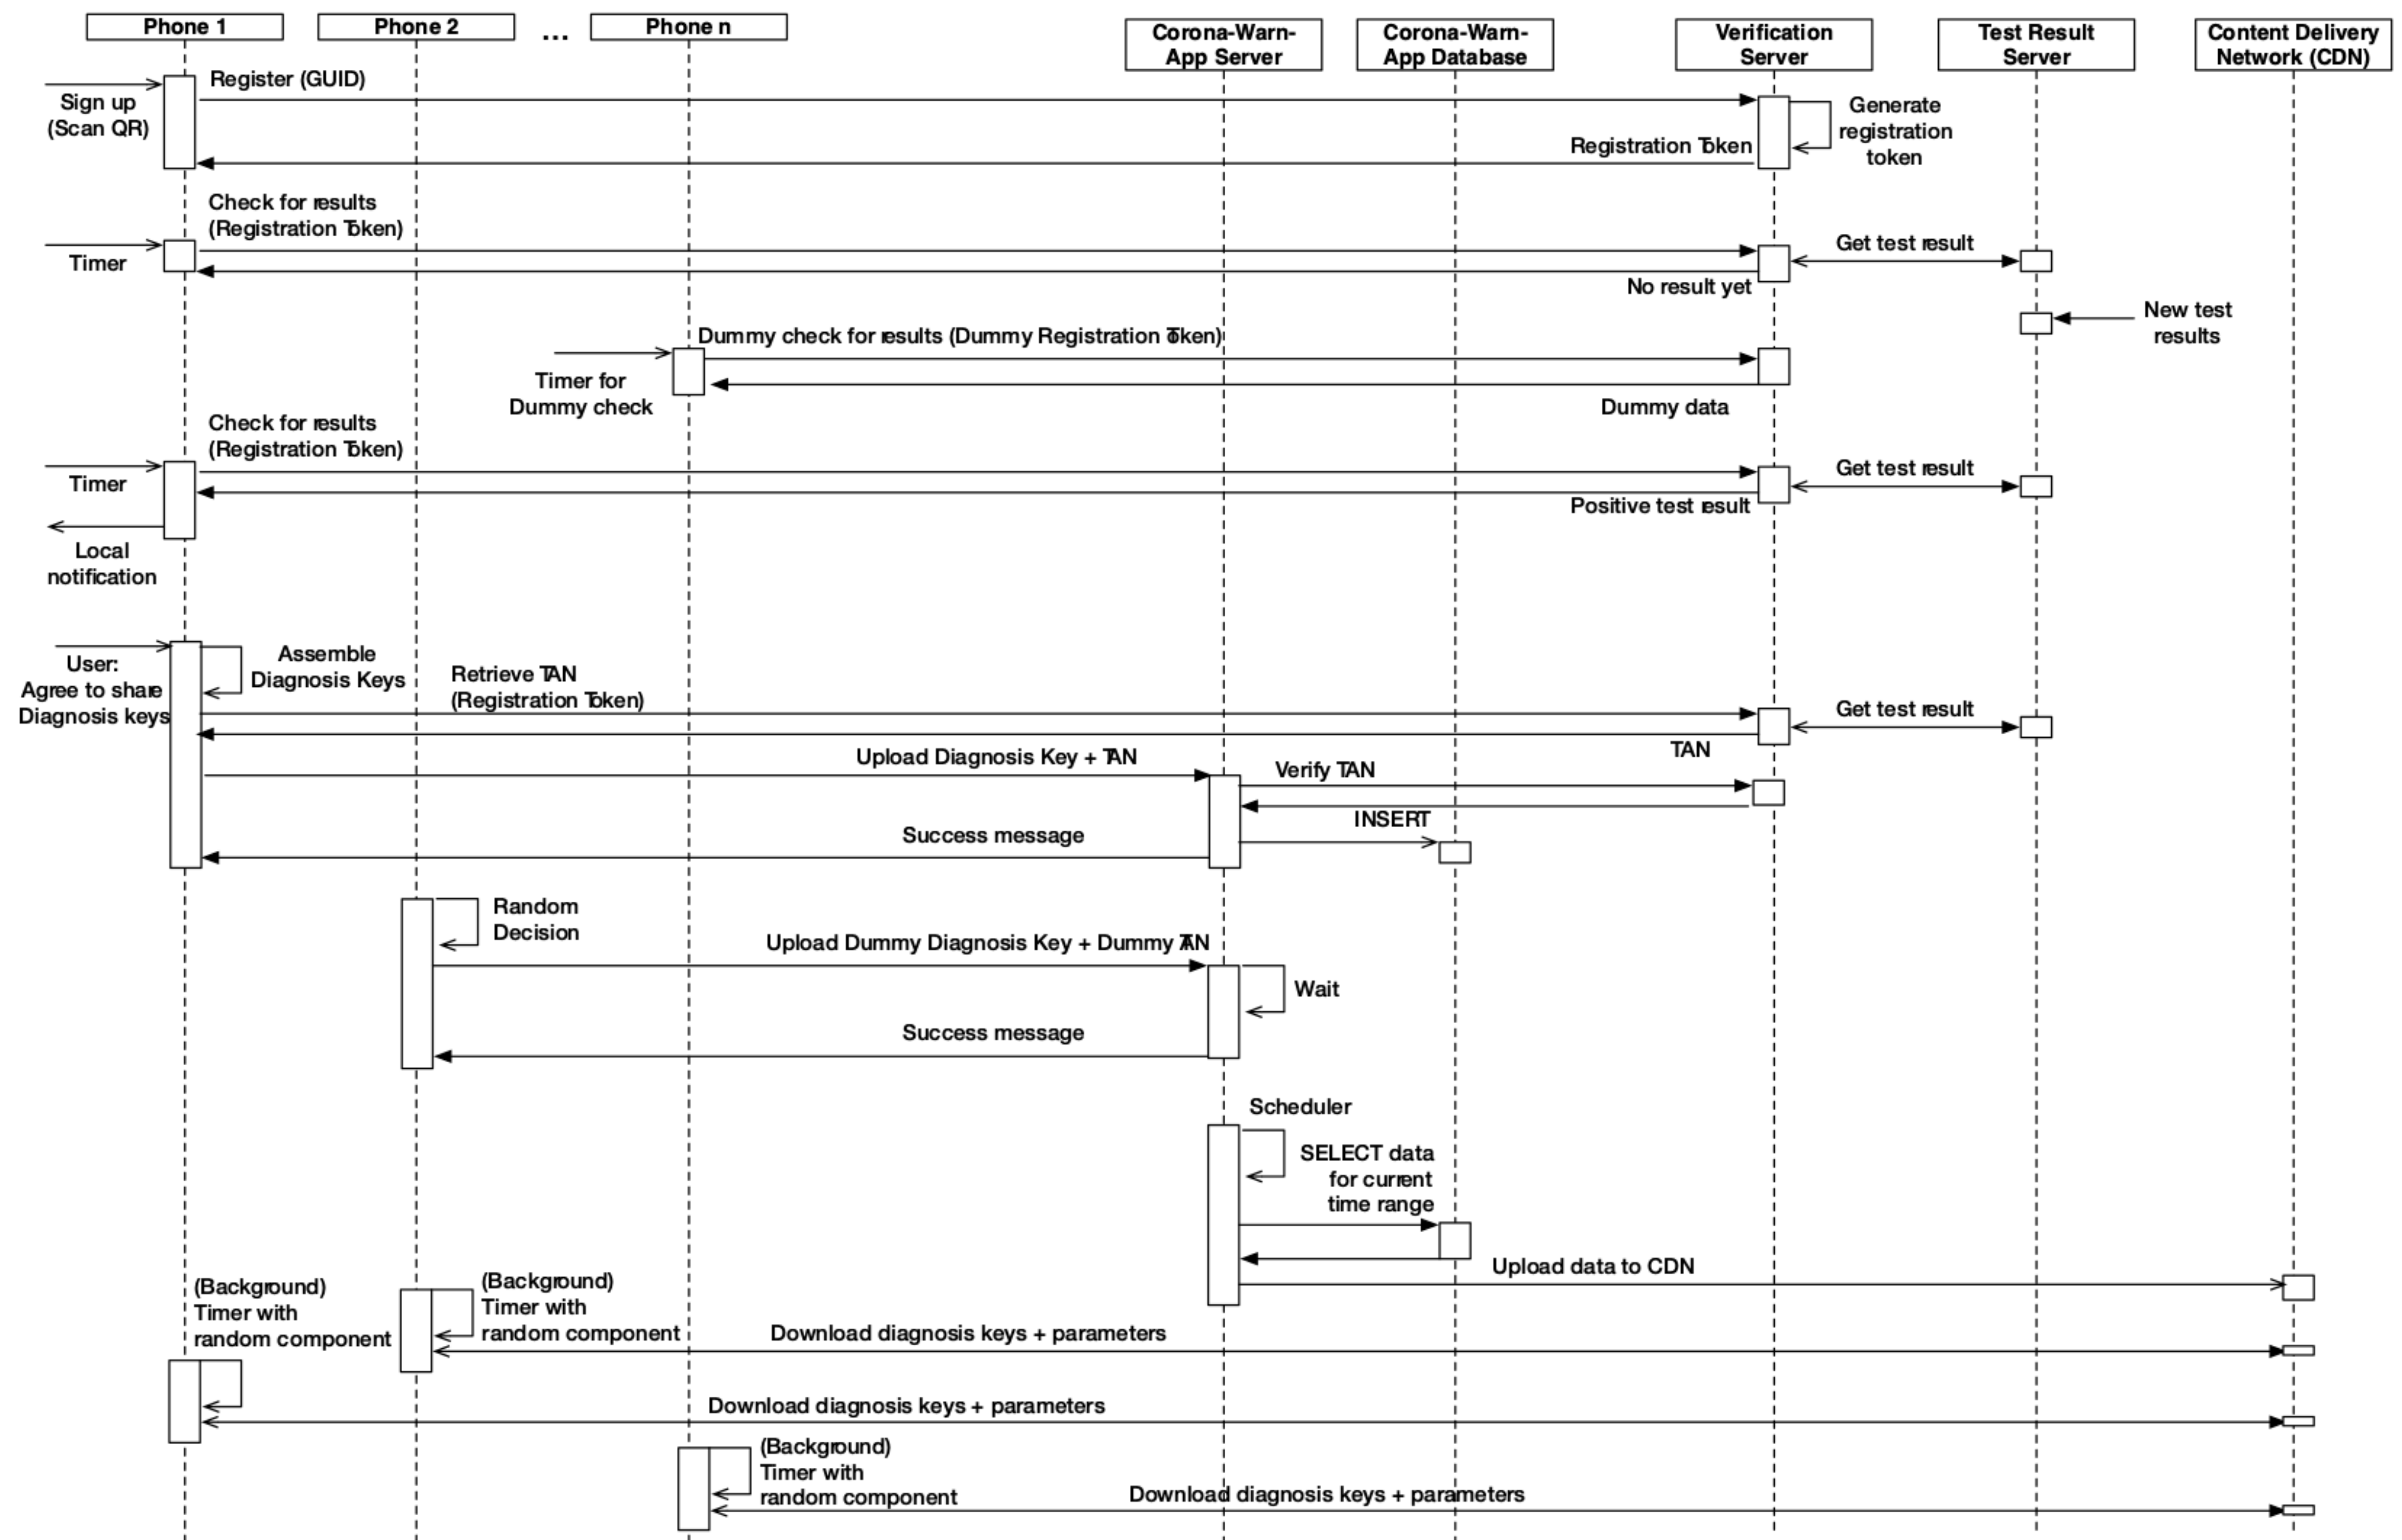 Phone 1
Phone 2
...
Phone n
Corona-Warn-
App Server
Corona-Warn-
App Database
Verification
Server
Test Result
Server
Content Delivery
Network (CDN)
Sign up
(Scan QR)
Register (GUID)
Generate
registration
token
Registration Token
Check for results
(Registration Token)
Timer
Get test result
No result yet
New test
results
Dummy check for results (Dummy Registration Token)
Timer for
Dummy check
Dummy data
Check for results
(Registration Token)
Timer
Get test result
Positive test result
Local
notification
User:
Agree to share
Diagnosis keys
Assemble
Diagnosis Keys
Retrieve TAN
(Registration Token)
Get test result
TAN
Upload Diagnosis Key + TAN
Verify TAN
INSERT
Success message
Random
Decision
Upload Dummy Diagnosis Key + Dummy TAN
Wait
Success message
Scheduler
SELECT data
for current
time range
Upload data to CDN
(Background)
Timer with
random component
(Background)
Timer with
random component
Download diagnosis keys + parameters
Download diagnosis keys + parameters
(Background)
Timer with
random component
Download diagnosis keys + parameters